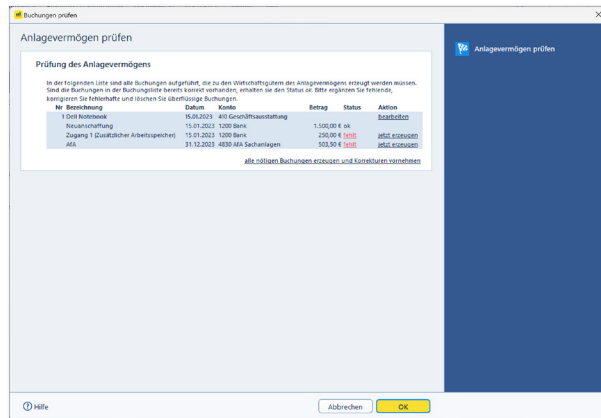 Buchungen prüfen
Anlagevermögen prüfen
Anlagevermögen prüfen
Prüfung des Anlagevermögens
In der folgenden Liste sind alle Buchungen aufgeführt, die zu den Wirtschaftsgütern des Anlagevermögens erzeugt werden müssen.
Sind die Buchungen in der Buchungsliste bereits korrekt vorhanden, erhalten sie den Status ok. Bitte ergänzen Sie fehlende,
korrigieren Sie fehlerhafte und löschen Sie überflüssige Buchungen.
Nr Bezeichnung Datum Konto Betrag Status Aktion
1 Dell Notebook 15.01.2023 410 Geschäftsausstattung bearbeiten
Neuanschaffung 15.01.2023 1200 Bank 1.500,00 € ok
Zugang 1 (Zusätzlicher Arbeitsspeicher) 15.01.2023 1200 Bank 250,00 € fehlt jetzt erzeugen
AfA 31.12.2023 4830 AfA Sachanlagen 503,50 € fehlt jetzt erzeugen
alle nötigen Buchungen erzeugen und Korrekturen vornehmen
Hilfe
Abbrechen
OK